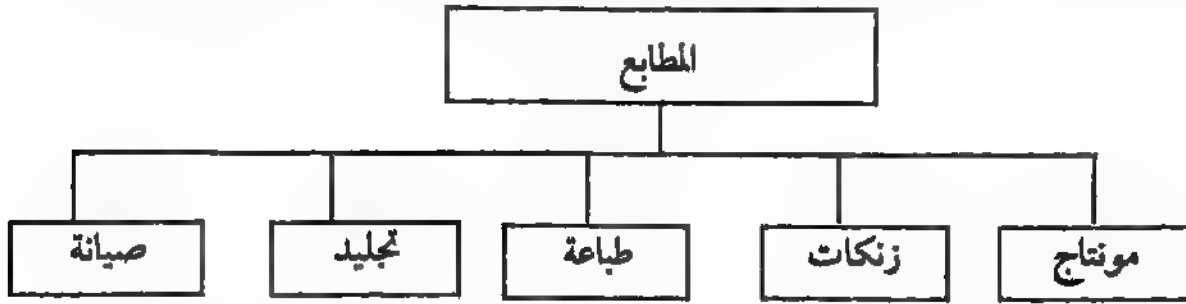 المطابع
مونتاج
زنكات
طباعة
تجليد
صيانة